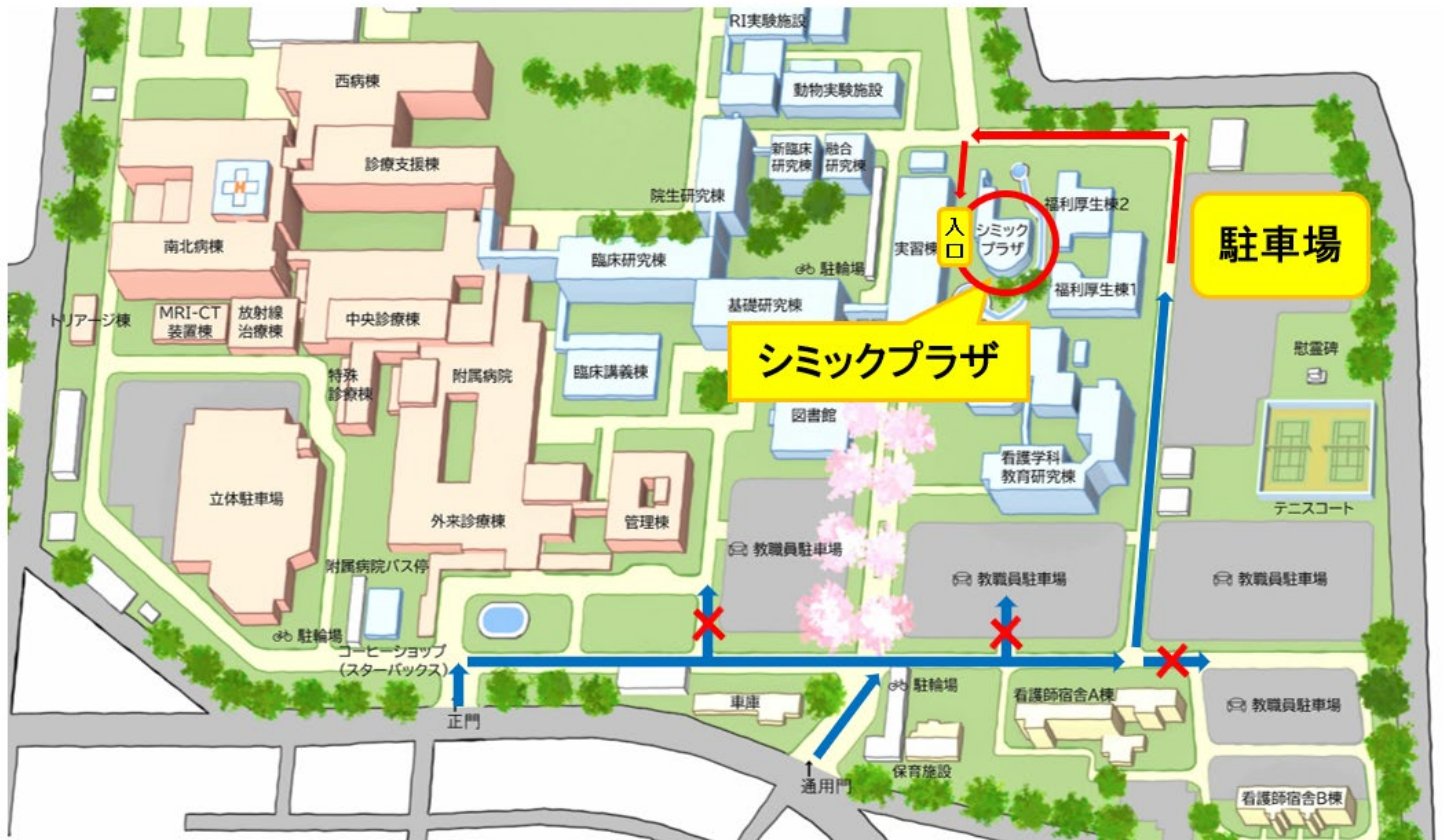 RI実験施設
西病棟
動物実験施設
診療支援棟
新臨床
研究棟
融合
研究棟
院生研究棟
福利厚生棟2
南北病棟
入
口
シミック
プラザ
駐車場
実習棟
臨床研究棟
駐輪場
福利厚生棟1
基礎研究棟
トリアージ棟
MRI-CT
装置棟
放射線
治療棟
中央診療棟
シミックプラザ
慰霊碑
特殊
診療棟
附属病院
臨床講義棟
図書館
看護学科
教育研究棟
立体駐車場
外来診療棟
管理棟
テニスコート
教職員駐車場
教職員駐車場
教職員駐車場
附属病院バス停
駐輪場
コーヒーショップ
(スターバックス)
正門
車庫
駐輪場
看護師宿舎A棟
教職員駐車場
通用門
保育施設
看護師宿舎B棟
H